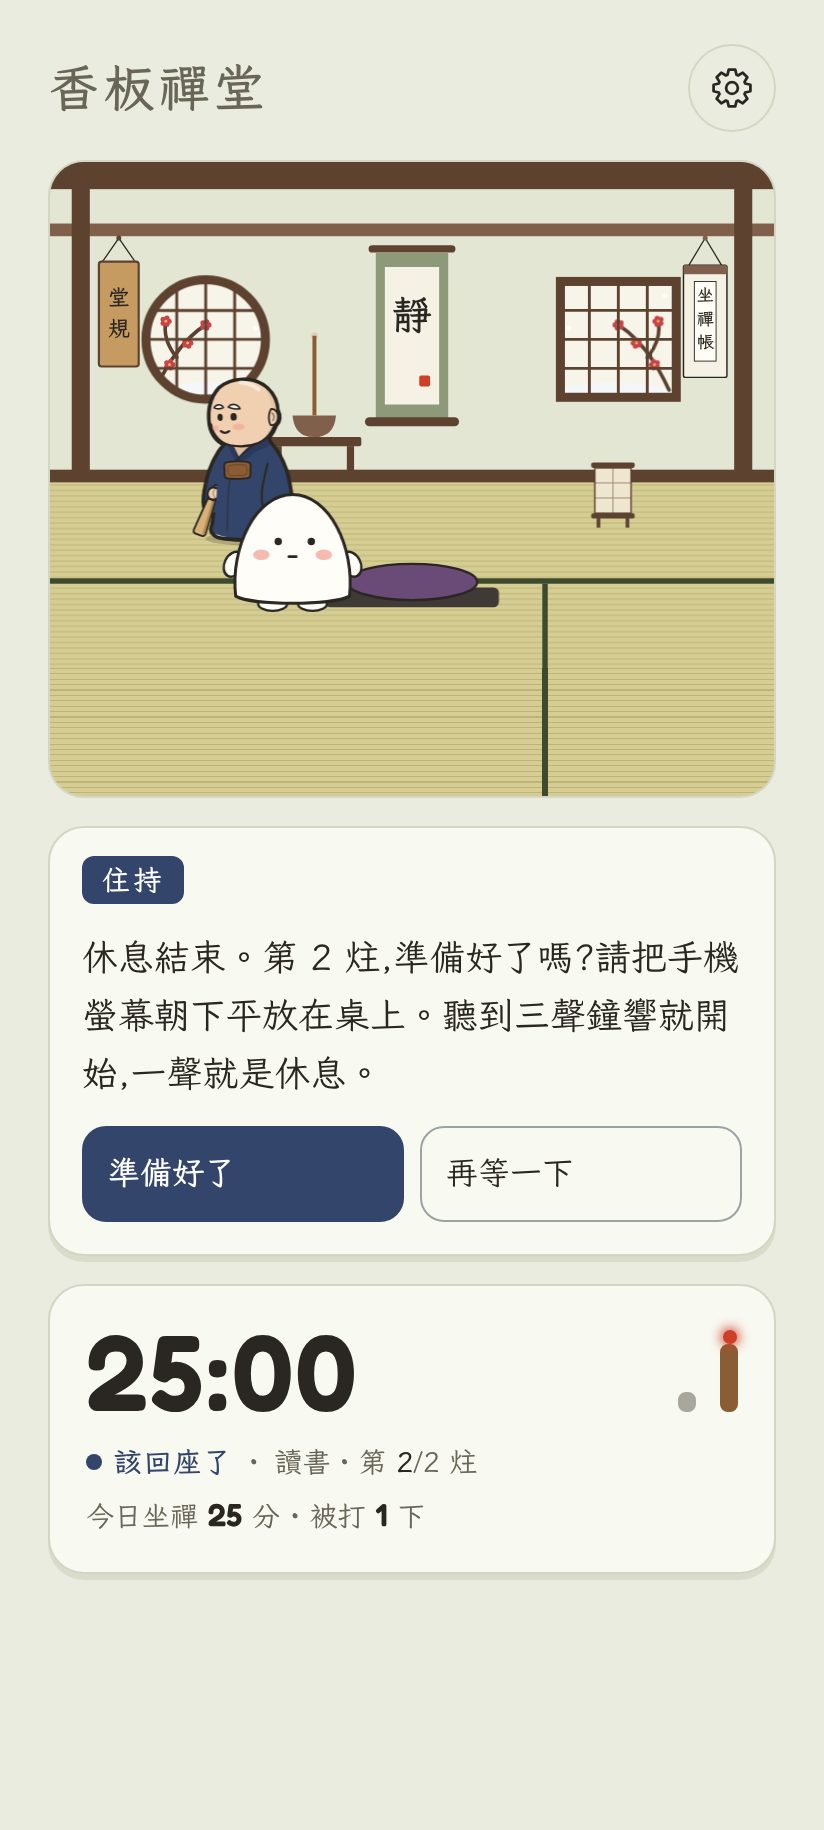 香板禪堂
堂規
靜
坐禪帳
住持
休息結束。第 2 炷,準備好了嗎?請把手機
螢幕朝下平放在桌上。聽到三聲鐘響就開
始,一聲就是休息。
準備好了
再等一下
25:00
該回座了 · 讀書 · 第 2/2 炷
今日坐禪 25 分 · 被打 1 下